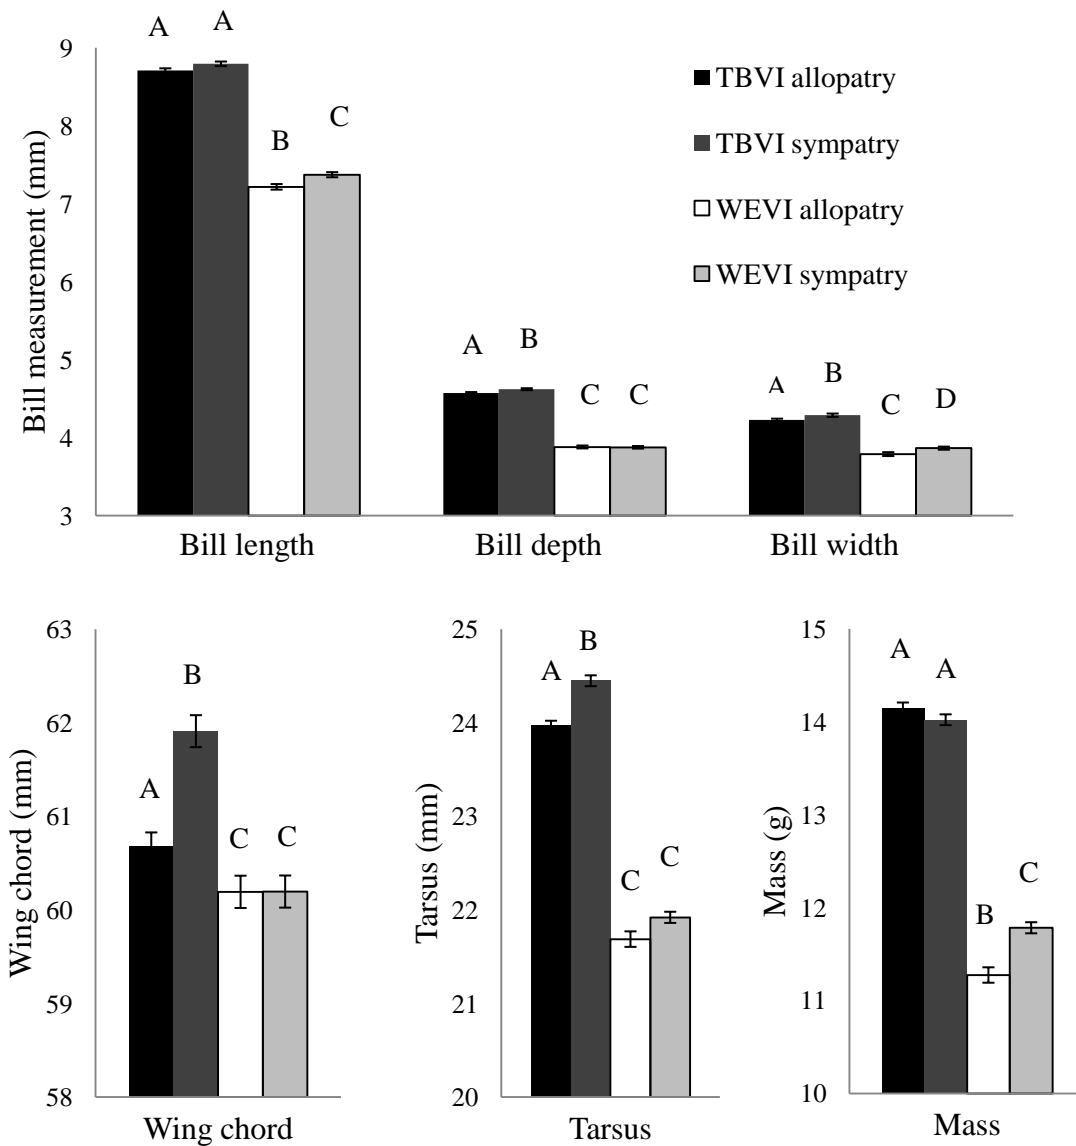 A A
B C
A B
C C
A B
C D
9
8
7
6
5
4
3
Bill measurement (mm)
TBVI allopatry
TBVI sympatry
WEVI allopatry
WEVI sympatry
Bill length Bill depth Bill width
63
62
61
60
59
58
Wing chord (mm)
A B C C
Wing chord
25
24
23
22
21
20
Tarsus (mm)
A B C C
Tarsus
15
14
13
12
11
10
Mass (g)
A A B C
Mass